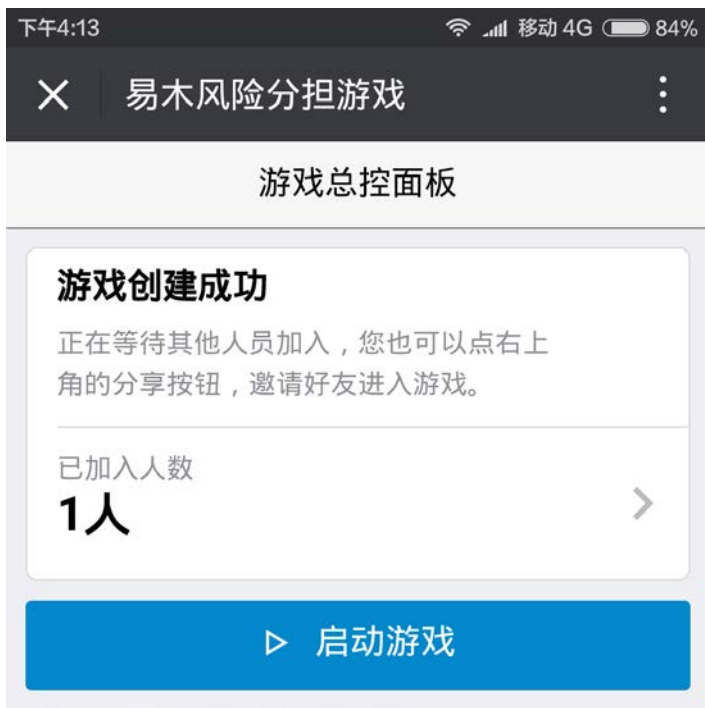 下午4:13 移动 4G 84%
易木风险分担游戏
游戏总控面板
游戏创建成功
正在等待其他人员加入，您也可以点右上
角的分享按钮，邀请好友进入游戏。
已加入人数
1人
启动游戏